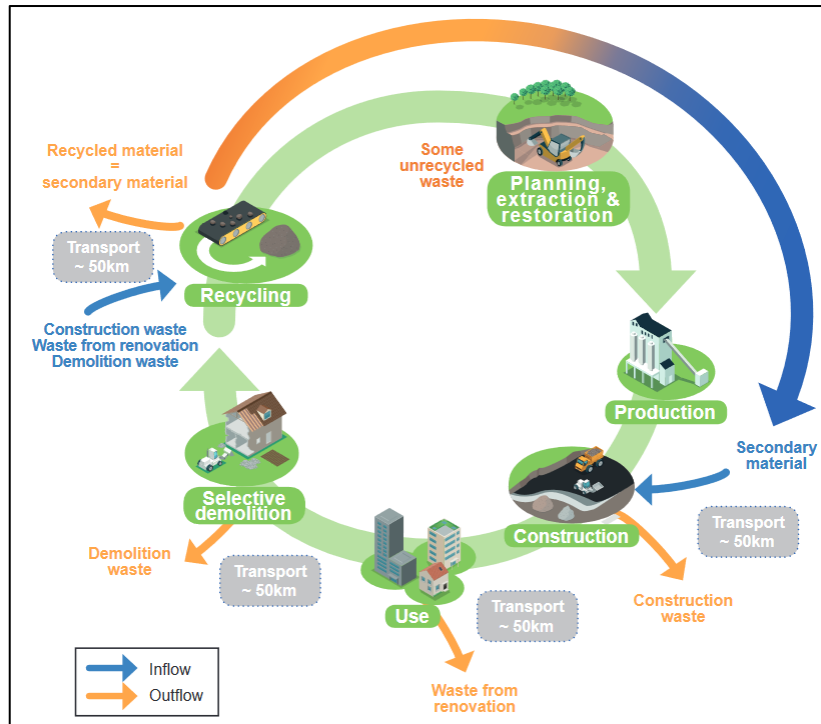 Some
unrecycled
waste
Planning,
extraction &
restoration
Recycled material
=
secondary material
Transport
~ 50km
Recycling
Construction waste
Waste from renovation
Demolition waste
Production
Secondary
material
Selective
demolition
Construction
Transport
~ 50km
Demolition
waste
Transport
~ 50km
Use
Transport
~ 50km
Construction
waste
Waste from
renovation
Inflow
Outflow